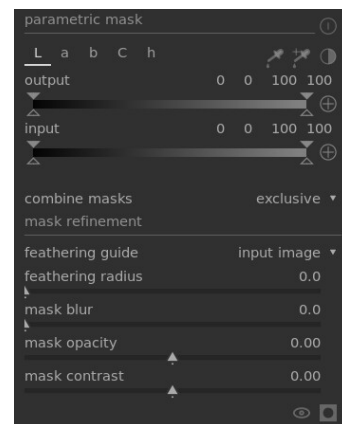 parametric mask
L a b C h
output 0 0 100 100
input 0 0 100 100
combine masks exclusive
mask refinement
feathering guide input image
feathering radius 0.0
mask blur 0.0
mask opacity 0.00
mask contrast 0.00